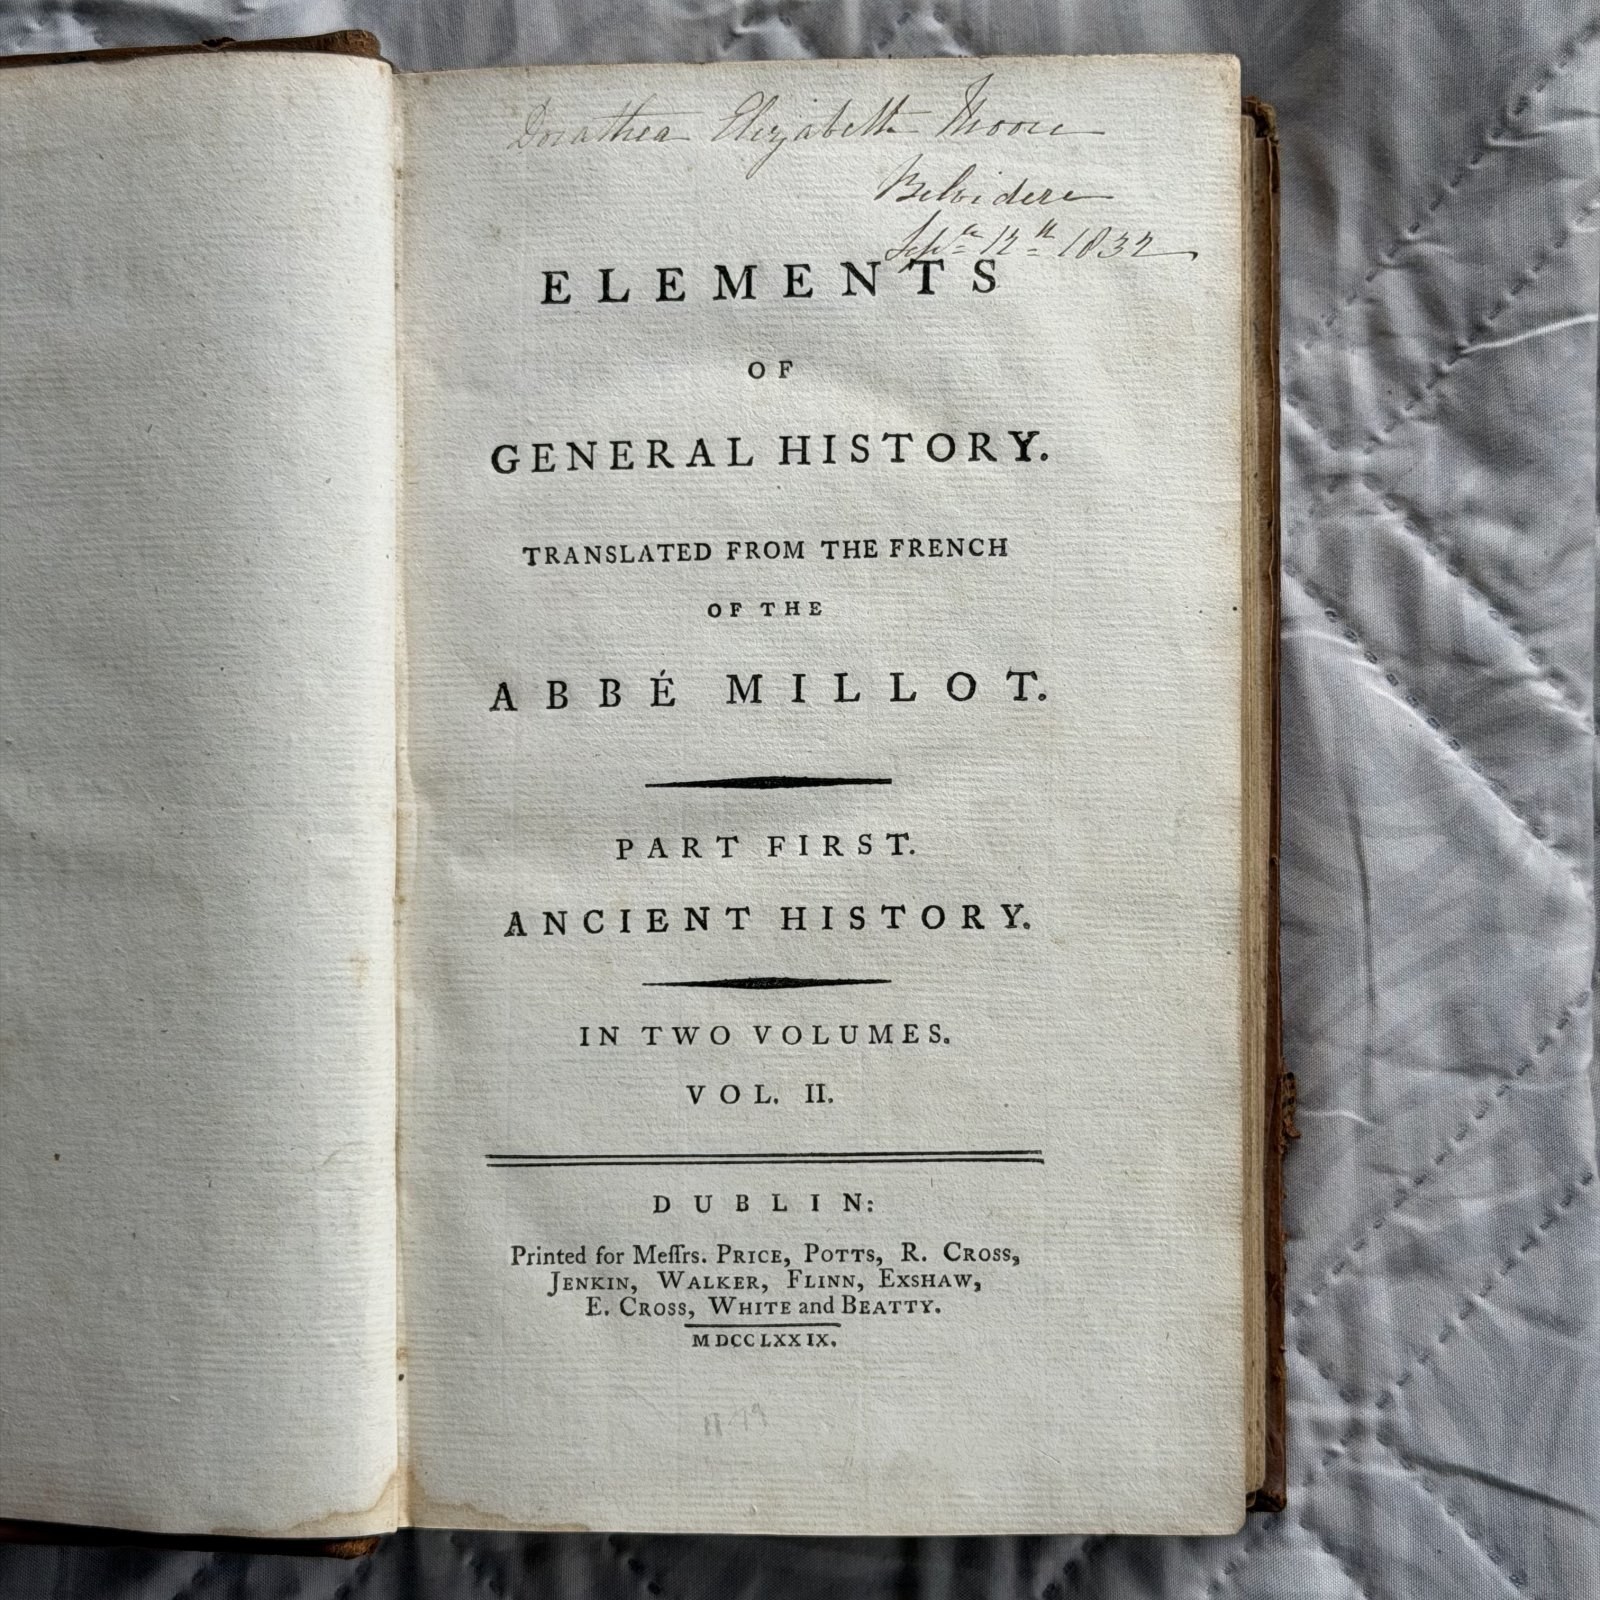 Dorathea Elizabeth Moore
Belvidere
Sepr 12th 1832
ELEMENTS
OF
GENERAL HISTORY.
TRANSLATED FROM THE FRENCH
OF THE
ABBÉ MILLOT.
PART FIRST.
ANCIENT HISTORY.
IN TWO VOLUMES.
VOL. II.
DUBLIN:
Printed for Meſſrs. PRICE, POTTS, R. CROSS,
JENKIN, WALKER, FLINN, EXSHAW,
E. CROSS, WHITE and BEATTY.
MDCCLXXIX.